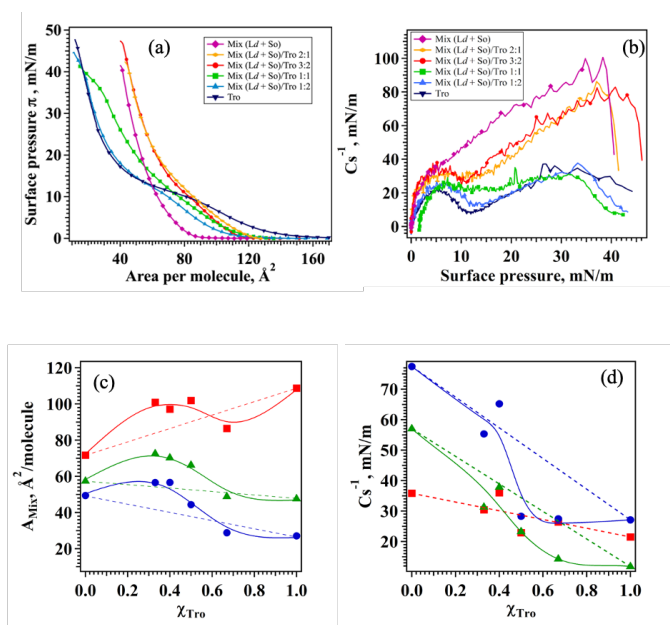 (a)
Mix (Ld + So)
Mix (Ld + So)/Tro 2:1
Mix (Ld + So)/Tro 3:2
Mix (Ld + So)/Tro 1:1
Mix (Ld + So)/Tro 1:2
Tro
Surface pressure π , mN/m
50
40
30
20
10
0
40 80 120 160
Area per molecule, Å²
(b)
Mix (Ld + So)
Mix (Ld + So)/Tro 2:1
Mix (Ld + So)/Tro 3:2
Mix (Ld + So)/Tro 1:1
Mix (Ld + So)/Tro 1:2
Tro
Cs⁻¹, mN/m
100
80
60
40
20
0
0 10 20 30 40
Surface pressure, mN/m
(c)
A_Mix, Å²/molecule
120
100
80
60
40
20
0.0 0.2 0.4 0.6 0.8 1.0
χ_Tro
(d)
Cs⁻¹, mN/m
70
60
50
40
30
20
0.0 0.2 0.4 0.6 0.8 1.0
χ_Tro